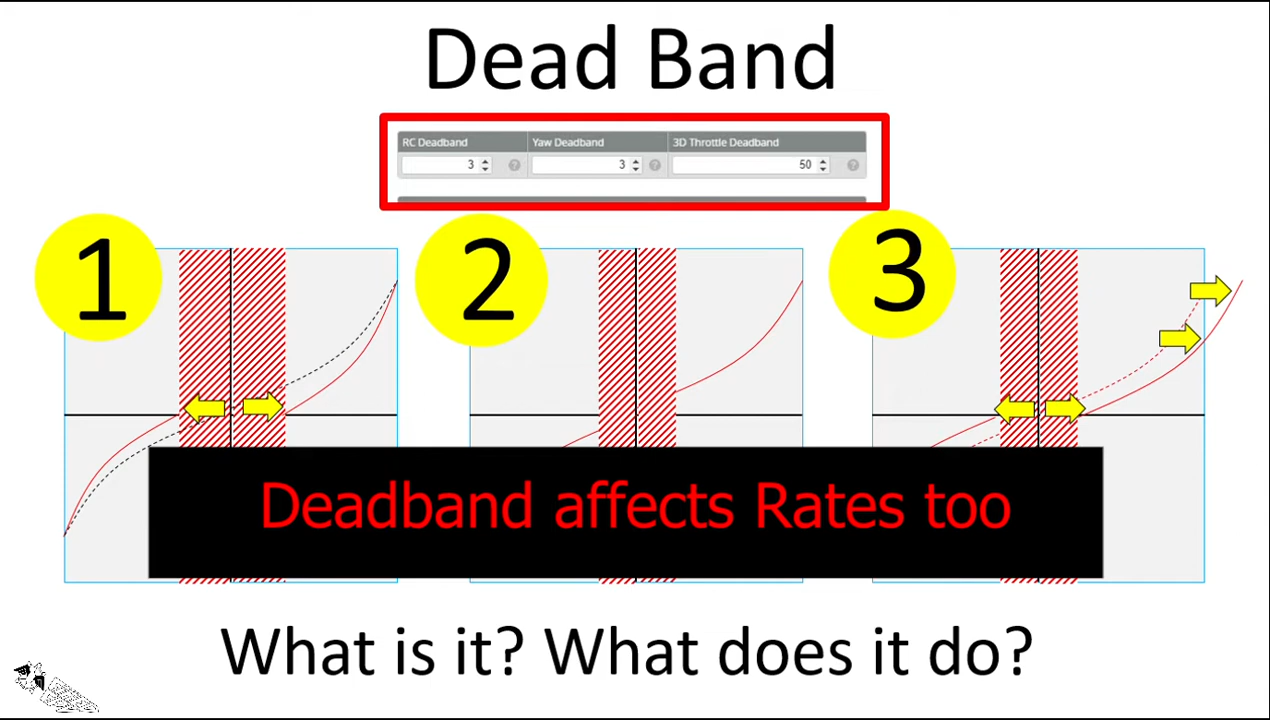 Dead Band
RC Deadband Yaw Deadband 3D Throttle Deadband
3 ? 3 ? 50 ?
1 2 3
Deadband affects Rates too
What is it? What does it do?